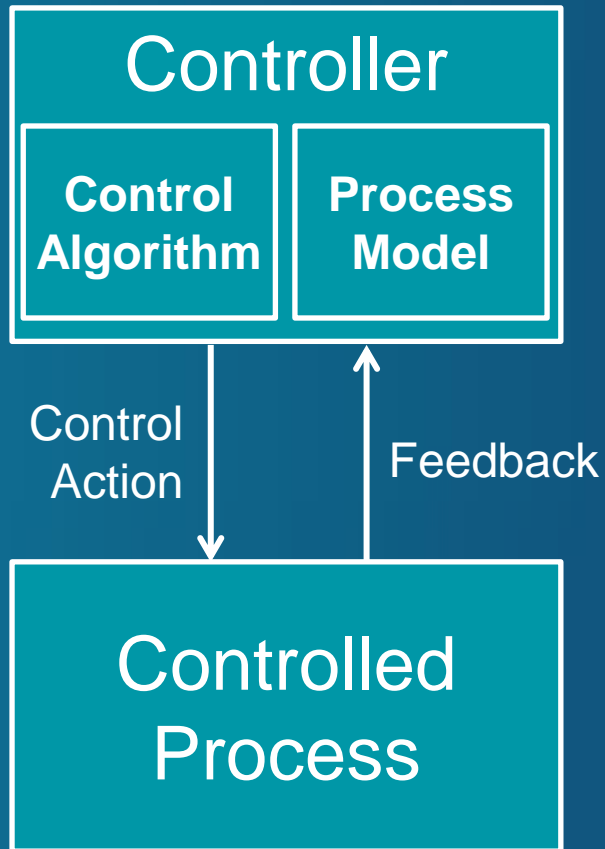 Controller
Control
Algorithm
Process
Model
Control
Action
Feedback
Controlled
Process